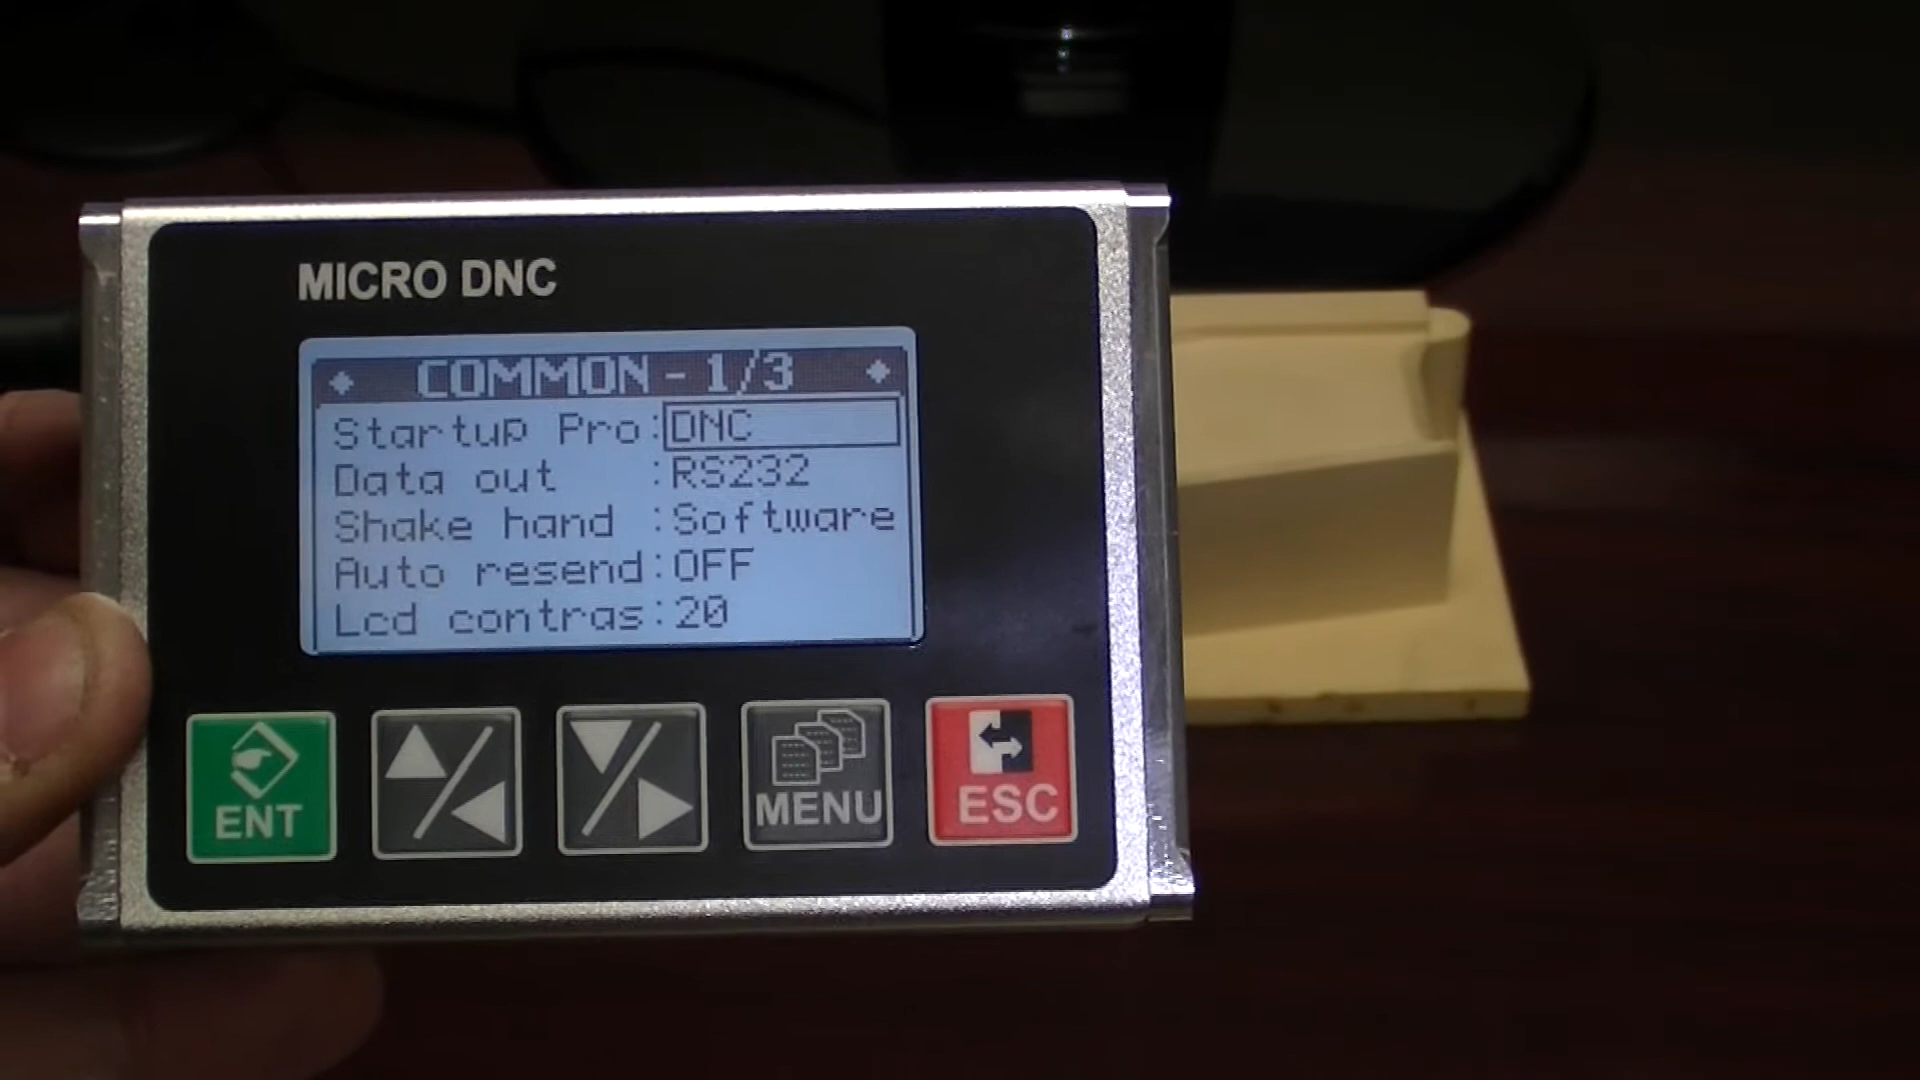 MICRO DNC
COMMON - 1/3
Startup Pro:DNC
Data out :RS232
Shake hand :Software
Auto resend:OFF
Lcd contras:20
ENT
MENU
ESC